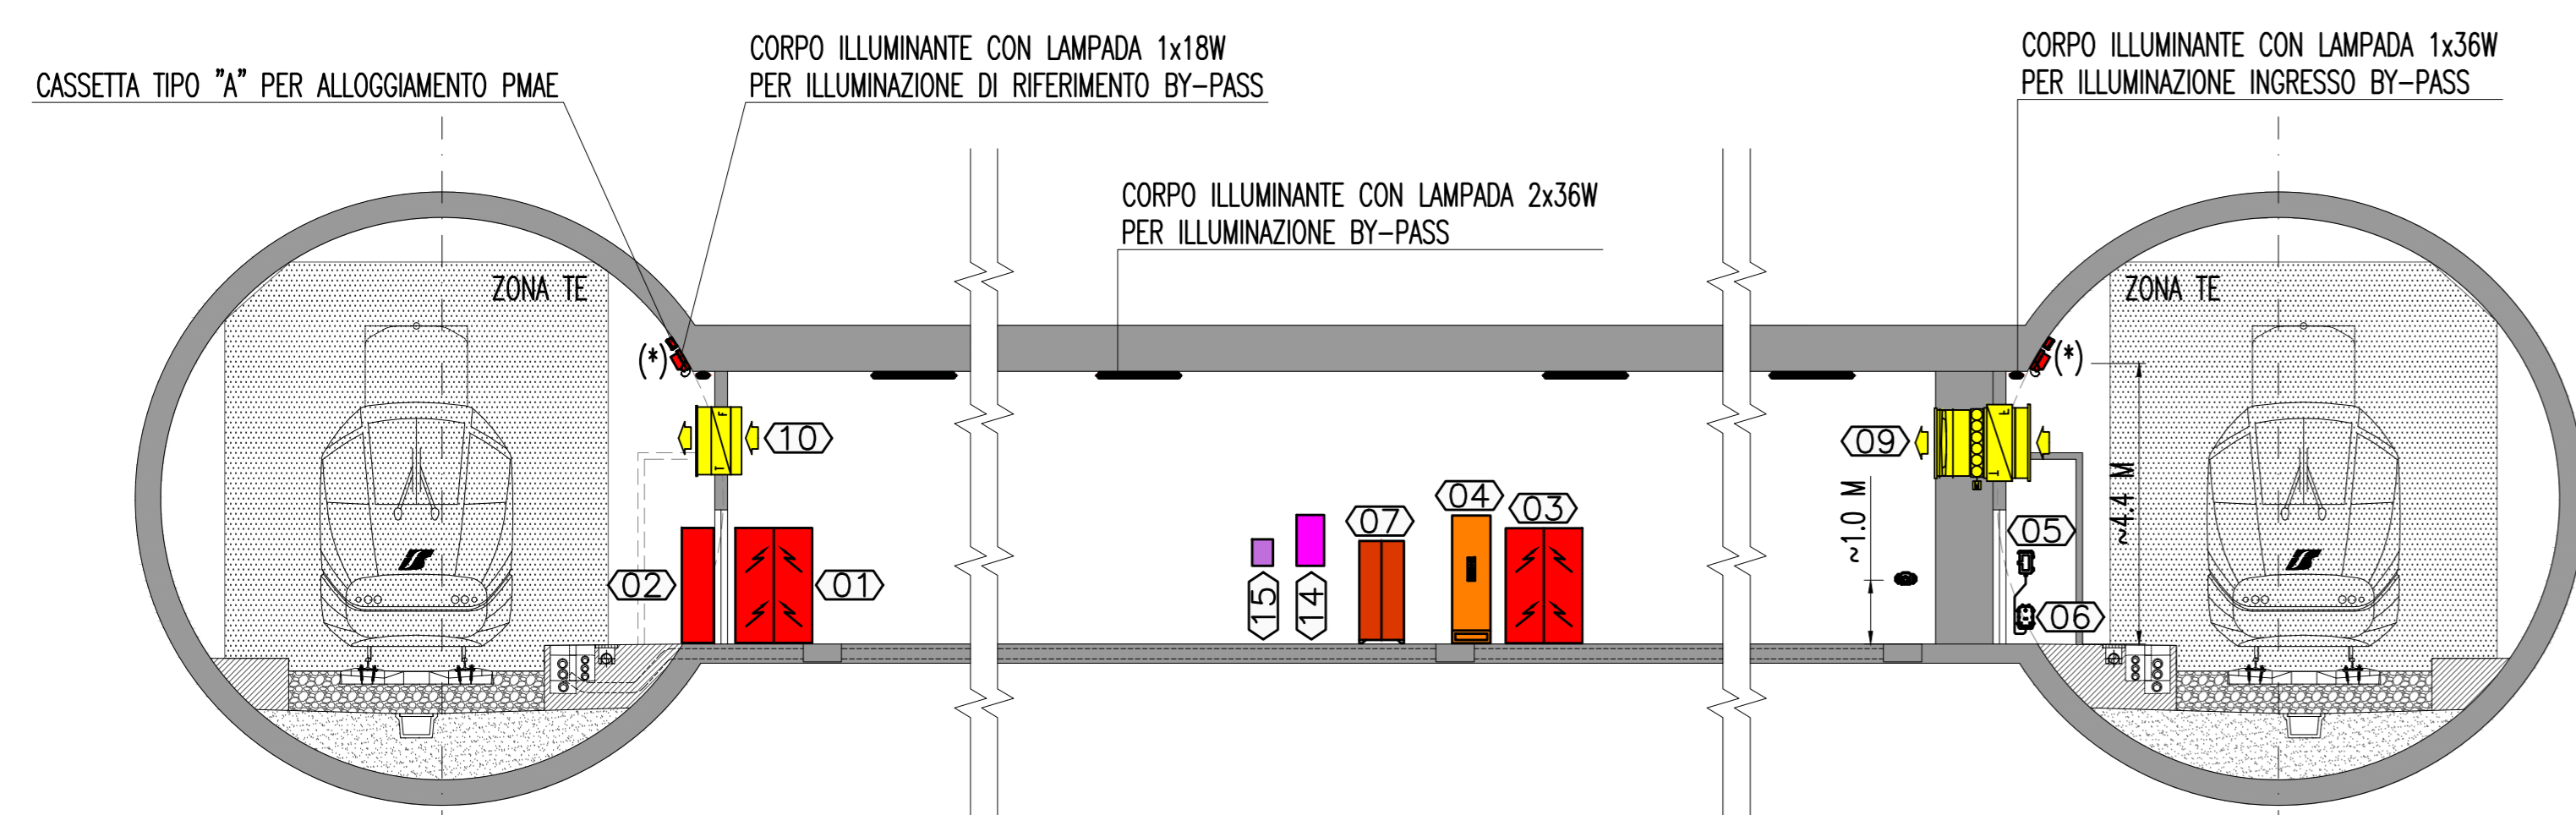 CASSETTA TIPO "A" PER ALLOGGIAMENTO PMAE
CORPO ILLUMINANTE CON LAMPADA 1x18W
PER ILLUMINAZIONE DI RIFERIMENTO BY-PASS
CORPO ILLUMINANTE CON LAMPADA 1x36W
PER ILLUMINAZIONE INGRESSO BY-PASS
CORPO ILLUMINANTE CON LAMPADA 2x36W
PER ILLUMINAZIONE BY-PASS
ZONA TE
ZONA TE
(*)
(*)
F
T
10
09
~1.0 M
~4.4 M
04
03
07
05
02
01
15
14
06